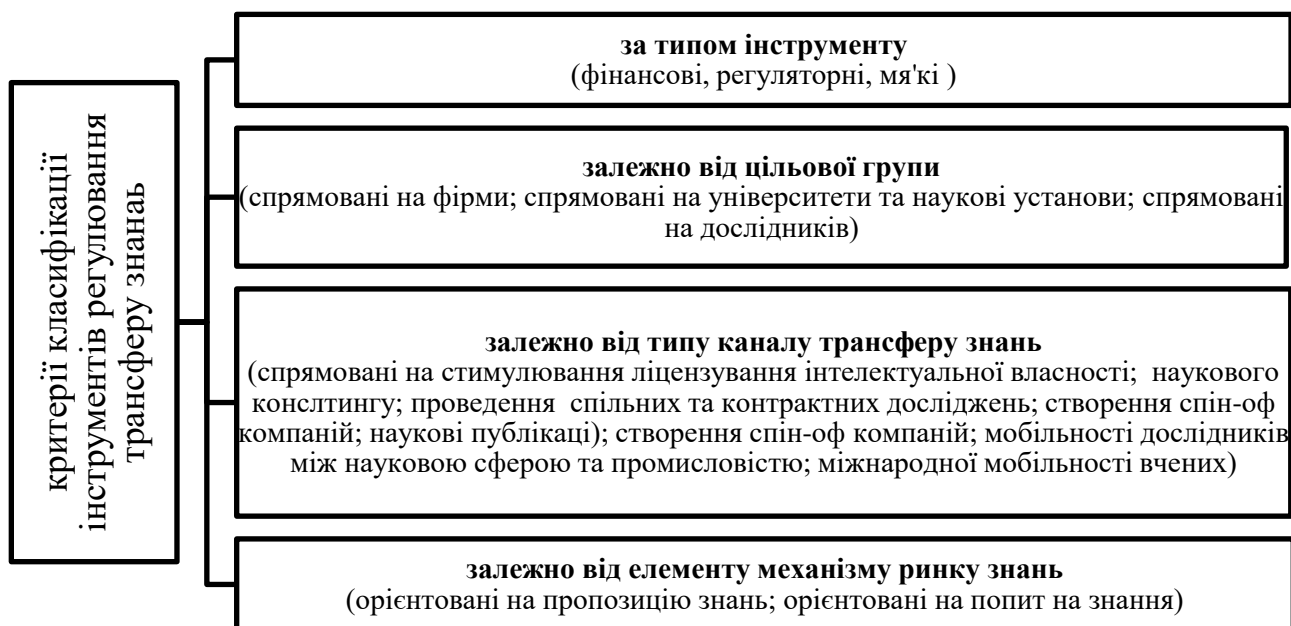 критерії класифікації
інструментів регулювання
трансферу знанаь
за типом інструменту
(фінансові, регуляторні, мя'кі )
залежно від цільової групи
(спрямовані на фірми; спрямовані на університети та наукові установи; спрямовані
на дослідників)
залежно від типу каналу трансферу знань
(спрямовані на стимулювання ліцензування інтелектуальної власності; наукового
конслтингу; проведення спільних та контрактних досліджень; створення спін-оф
компаній; наукові публікаці); створення спін-оф компаній; мобільності дослідників
між науковою сферою та промисловістю; міжнародної мобільності вчених)
залежно від елементу механізму ринку знань
(орієнтовані на пропозицію знань; орієнтовані на попит на знання)